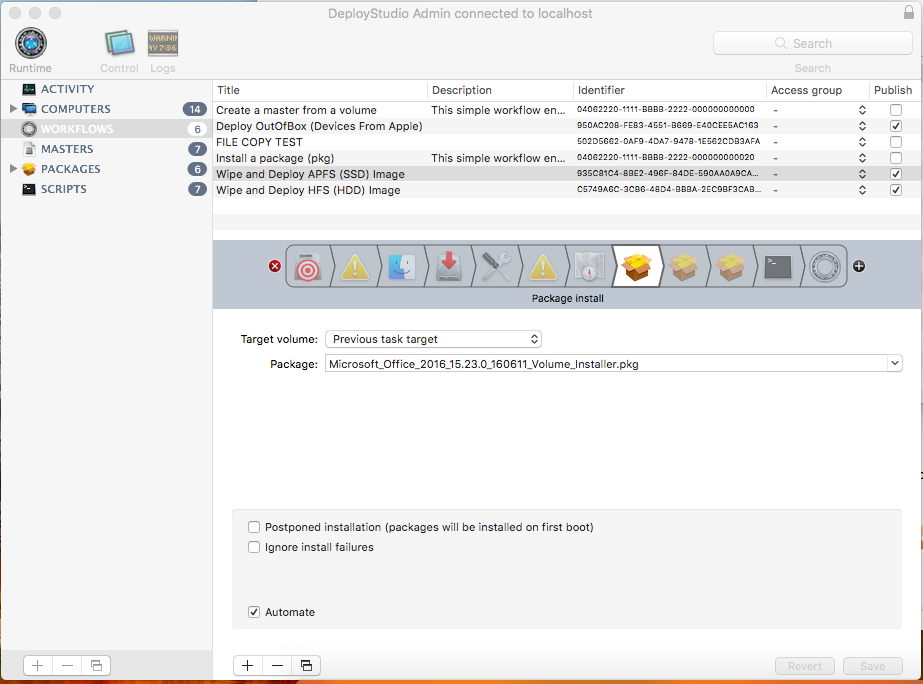 DeployStudio Admin connected to localhost
Runtime
Control
WARNIN
AY 7:36
Logs
Search
Search
ACTIVITY
COMPUTERS 14
WORKFLOWS 6
MASTERS 7
PACKAGES 6
SCRIPTS 7
Title Description Identifier Access group Publish
Create a master from a volume This simple workflow en... 04062220-1111-BBBB-2222-000000000000 -
Deploy OutOfBox (Devices From Apple) 950AC208-FE83-4551-B669-E40CEE5AC163 -
FILE COPY TEST 502D5662-0AF9-4DA7-9478-1E562CDB3AFA -
Install a package (pkg) This simple workflow en... 04062220-1111-BBBB-2222-000000000020 -
Wipe and Deploy APFS (SSD) Image 935C81C4-8BE2-496F-84DE-590AA0A9CA... -
Wipe and Deploy HFS (HDD) Image C5749A6C-3CB6-48D4-BBBA-2EC9BF3CAB... -
Package install
Target volume: Previous task target
Package: Microsoft_Office_2016_15.23.0_160611_Volume_Installer.pkg
Postponed installation (packages will be installed on first boot)
Ignore install failures
Automate
Revert Save